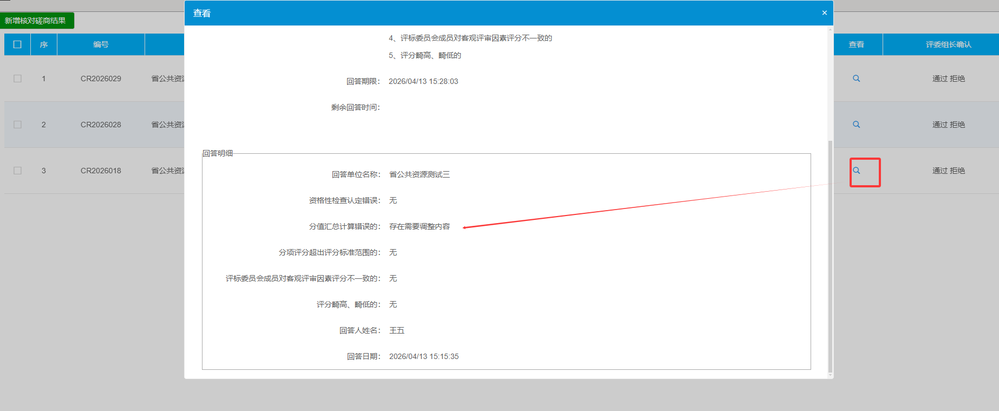 查看
×
新增核对磋商结果
序 编号 查看 评委组长确认
1 CR2026029 省公共资 通过 拒绝
2 CR2026028 省公共资 通过 拒绝
3 CR2026018 省公共资 通过 拒绝
4、评标委员会成员对客观评审因素评分不一致的
5、评分畸高、畸低的
回答期限： 2026/04/13 15:28:03
剩余回答时间：
回答明细
回答单位名称： 省公共资源测试三
资格性检查认定错误： 无
分值汇总计算错误的： 存在需要调整内容
分项评分超出评分标准范围的： 无
评标委员会成员对客观评审因素评分不一致的： 无
评分畸高、畸低的： 无
回答人姓名： 王五
回答日期： 2026/04/13 15:15:35